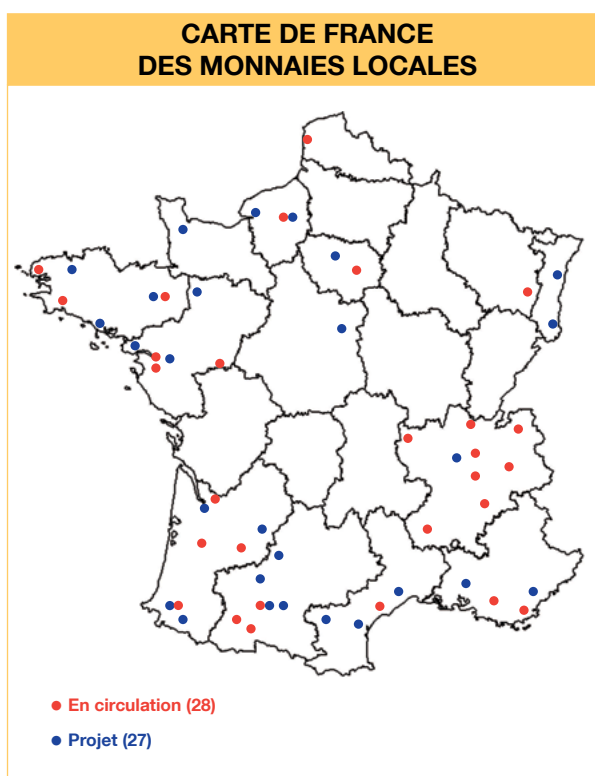 CARTE DE FRANCE
DES MONNAIES LOCALES
En circulation (28)
Projet (27)